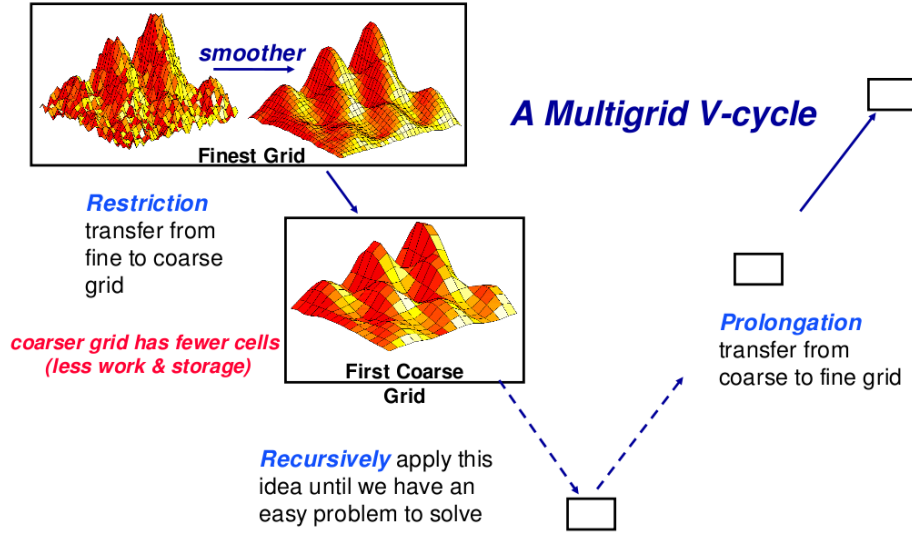 smoother
Finest Grid
A Multigrid V-cycle
Restriction
transfer from
fine to coarse
grid
coarser grid has fewer cells
(less work & storage)
First Coarse
Grid
Prolongation
transfer from
coarse to fine grid
Recursively apply this
idea until we have an
easy problem to solve